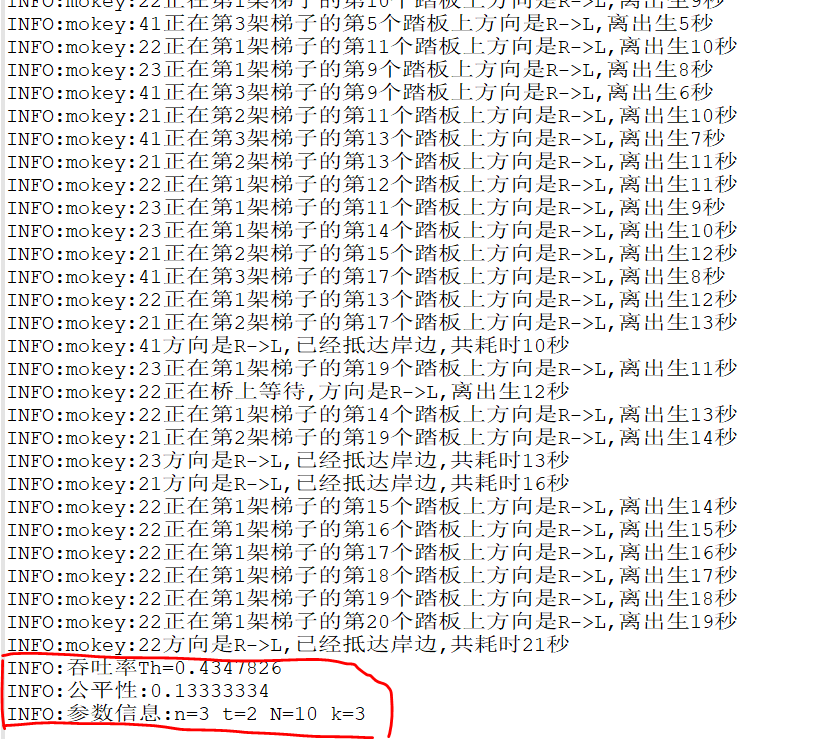 INFO:mokey:22正在第1架梯子的第10个踏板上方向是R->L,离出生9秒
INFO:mokey:41正在第3架梯子的第5个踏板上方向是R->L,离出生5秒
INFO:mokey:22正在第1架梯子的第11个踏板上方向是R->L,离出生10秒
INFO:mokey:23正在第1架梯子的第9个踏板上方向是R->L,离出生8秒
INFO:mokey:41正在第3架梯子的第9个踏板上方向是R->L,离出生6秒
INFO:mokey:21正在第2架梯子的第11个踏板上方向是R->L,离出生10秒
INFO:mokey:41正在第3架梯子的第13个踏板上方向是R->L,离出生7秒
INFO:mokey:21正在第2架梯子的第13个踏板上方向是R->L,离出生11秒
INFO:mokey:22正在第1架梯子的第12个踏板上方向是R->L,离出生11秒
INFO:mokey:23正在第1架梯子的第11个踏板上方向是R->L,离出生9秒
INFO:mokey:23正在第1架梯子的第14个踏板上方向是R->L,离出生10秒
INFO:mokey:21正在第2架梯子的第15个踏板上方向是R->L,离出生12秒
INFO:mokey:41正在第3架梯子的第17个踏板上方向是R->L,离出生8秒
INFO:mokey:22正在第1架梯子的第13个踏板上方向是R->L,离出生12秒
INFO:mokey:21正在第2架梯子的第17个踏板上方向是R->L,离出生13秒
INFO:mokey:41方向是R->L,已经抵达岸边,共耗时10秒
INFO:mokey:23正在第1架梯子的第19个踏板上方向是R->L,离出生11秒
INFO:mokey:22正在桥上等待,方向是R->L,离出生12秒
INFO:mokey:22正在第1架梯子的第14个踏板上方向是R->L,离出生13秒
INFO:mokey:21正在第2架梯子的第19个踏板上方向是R->L,离出生14秒
INFO:mokey:23方向是R->L,已经抵达岸边,共耗时13秒
INFO:mokey:21方向是R->L,已经抵达岸边,共耗时16秒
INFO:mokey:22正在第1架梯子的第15个踏板上方向是R->L,离出生14秒
INFO:mokey:22正在第1架梯子的第16个踏板上方向是R->L,离出生15秒
INFO:mokey:22正在第1架梯子的第17个踏板上方向是R->L,离出生16秒
INFO:mokey:22正在第1架梯子的第18个踏板上方向是R->L,离出生17秒
INFO:mokey:22正在第1架梯子的第19个踏板上方向是R->L,离出生18秒
INFO:mokey:22正在第1架梯子的第20个踏板上方向是R->L,离出生19秒
INFO:mokey:22方向是R->L,已经抵达岸边,共耗时21秒
INFO:吞吐率Th=0.4347826
INFO:公平性:0.13333334
INFO:参数信息:n=3 t=2 N=10 k=3